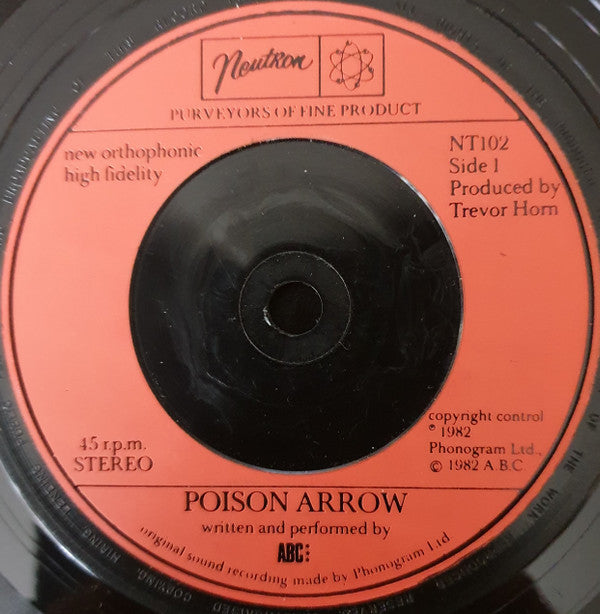 Neutron
PURVEYORS OF FINE PRODUCT
new orthophonic
high fidelity
NT102
Side 1
Produced by
Trevor Horn
45 r.p.m.
STEREO
copyright control
℗ 1982
Phonogram Ltd.,
© 1982 A.B.C.
POISON ARROW
written and performed by
ABC:
original sound recording made by Phonogram Ltd